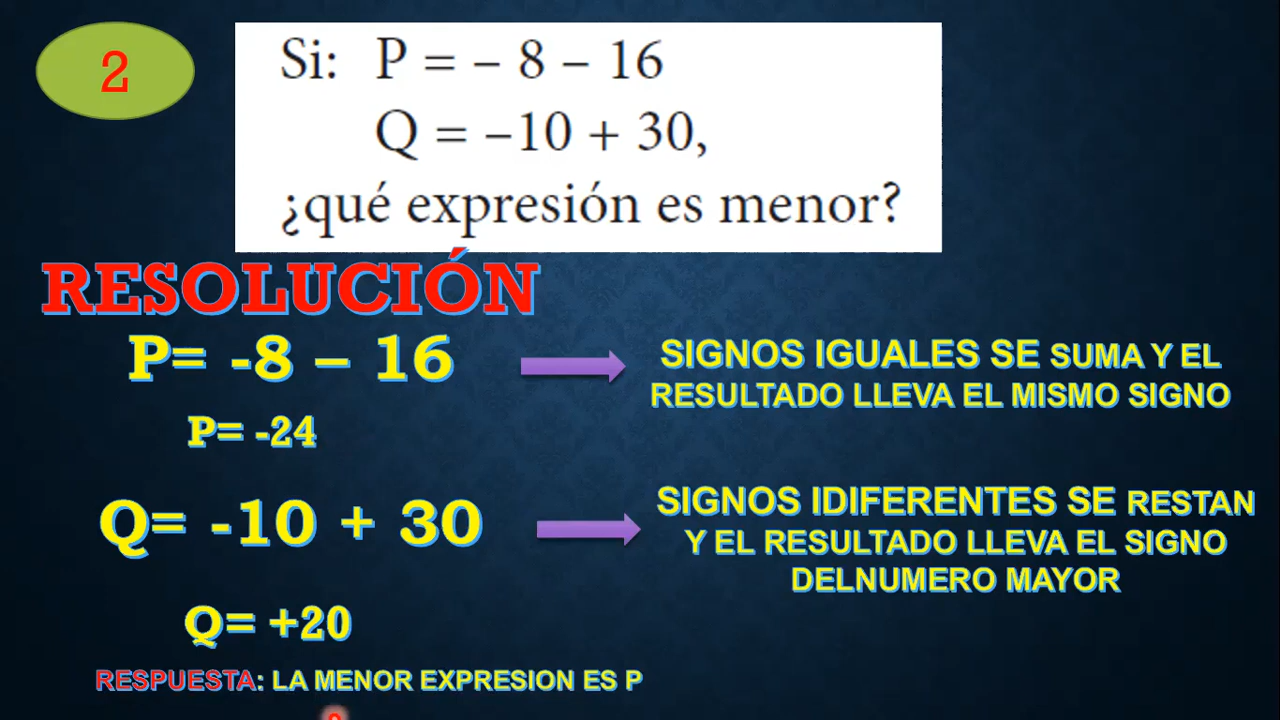 2
Si: P = – 8 – 16
Q = –10 + 30,
¿qué expresión es menor?
RESOLUCIÓN
P= -8 – 16
SIGNOS IGUALES SE SUMA Y EL
RESULTADO LLEVA EL MISMO SIGNO
P= -24
Q= -10 + 30
SIGNOS IDIFERENTES SE RESTAN
Y EL RESULTADO LLEVA EL SIGNO
DELNUMERO MAYOR
Q= +20
RESPUESTA: LA MENOR EXPRESION ES P